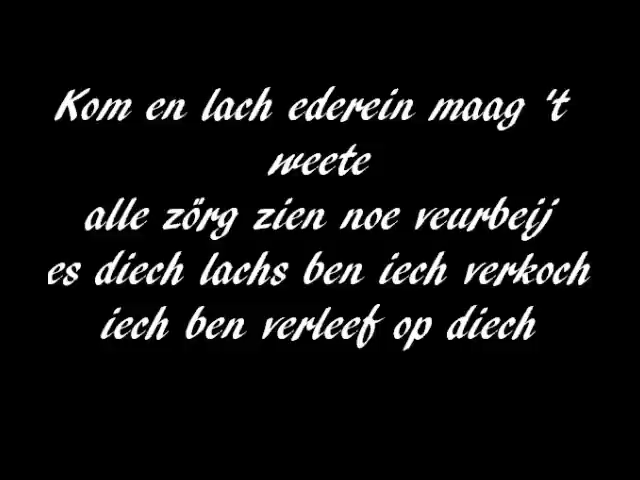 Kom en lach ederein maag 't
weete
alle zörg zien noe veurbeij
es diech lachs ben iech verkoch
iech ben verleef op diech